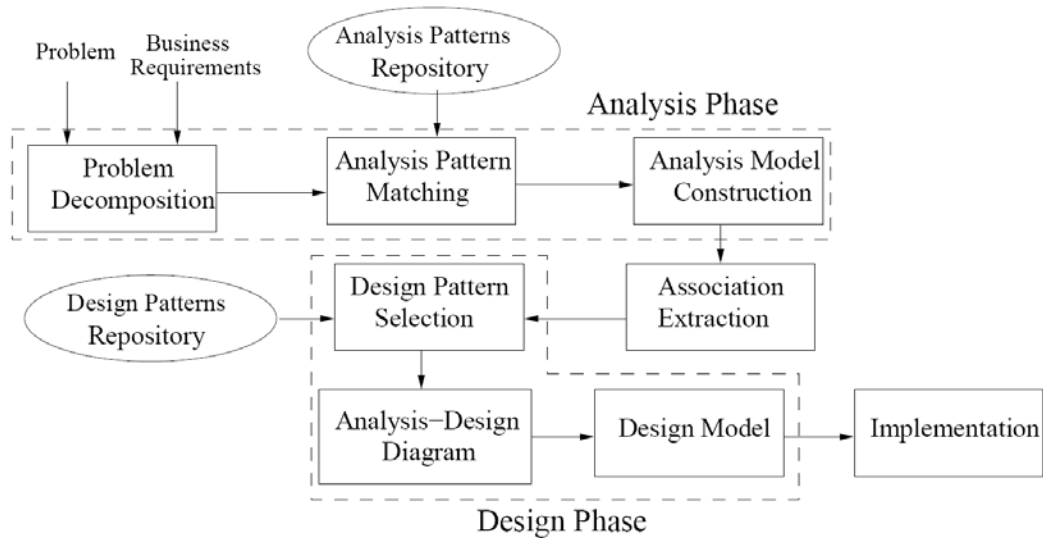 Problem
Business
Requirements
Analysis Patterns
Repository
Analysis Phase
Problem
Decomposition
Analysis Pattern
Matching
Analysis Model
Construction
Design Patterns
Repository
Design Pattern
Selection
Association
Extraction
Analysis−Design
Diagram
Design Model
Implementation
Design Phase